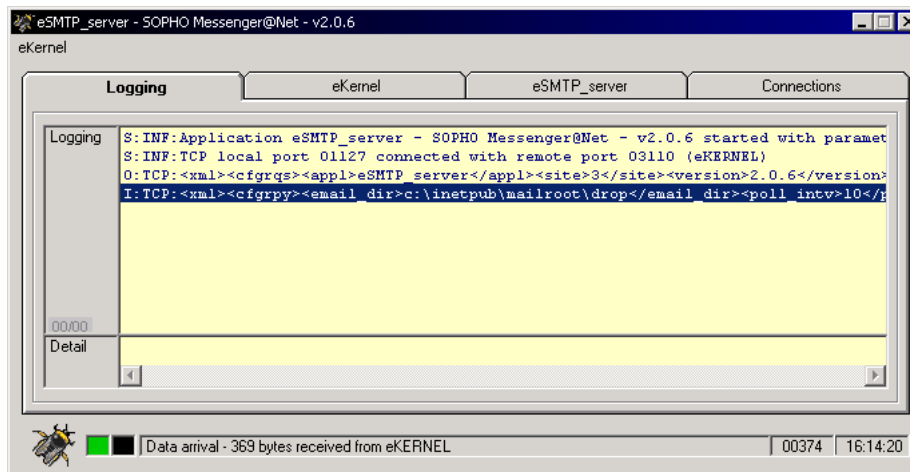 eSMTP_server - SOPHO Messenger@Net - v2.0.6
eKernel
Logging
eKernel
eSMTP_server
Connections
Logging
S:INF:Application eSMTP_server - SOPHO Messenger@Net - v2.0.6 started with paramet
S:INF:TCP local port 01127 connected with remote port 03110 (eKERNEL)
O:TCP:<xml><cfgrqs><appl>eSMTP_server</appl><site>3</site><version>2.0.6</version>
I:TCP:<xml><cfgrpy><email_dir>c:\inetpub\mailroot\drop</email_dir><poll_intv>10</p
00/00
Detail
Data arrival - 369 bytes received from eKERNEL
00374
16:14:20